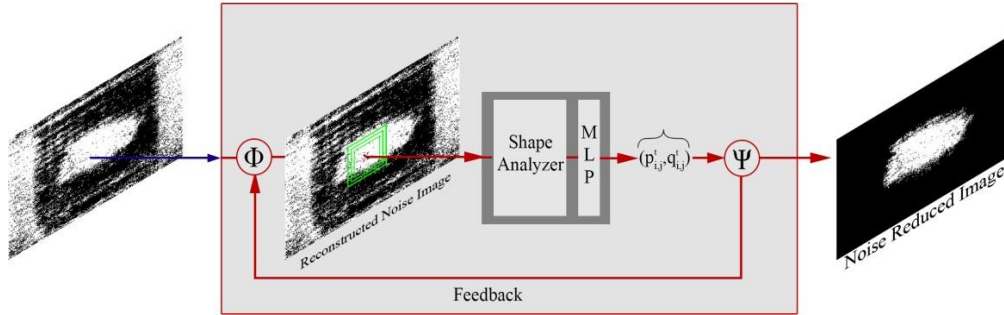 Φ
Reconstructed Noise Image
Shape
Analyzer
M
L
P
(pᵗᵢ,ⱼ, qᵗᵢ,ⱼ)
Ψ
Noise Reduced Image
Feedback